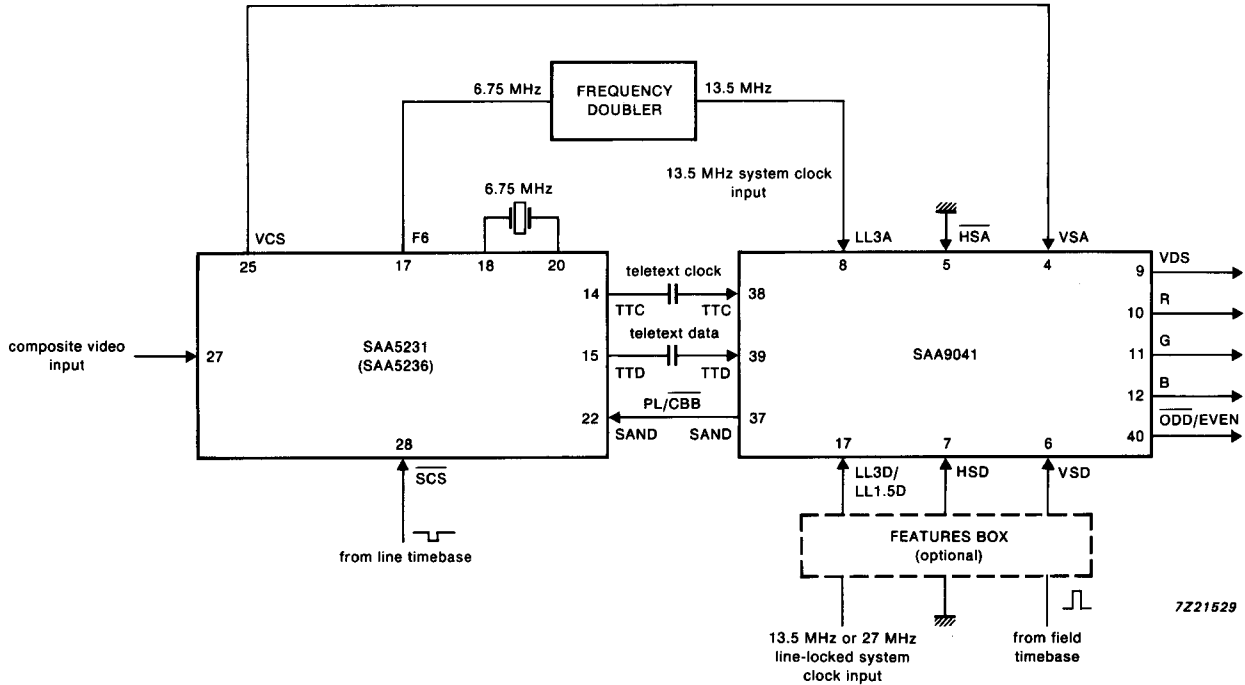 6.75 MHz
FREQUENCY
DOUBLER
13.5 MHz
13.5 MHz system clock
input
6.75 MHz
VCS
F6
LL3A
H̅S̅A̅
VSA
25
17
18
20
8
5
4
9
VDS
14
TTC
teletext clock
TTC
38
10
R
composite video
input
27
SAA5231
(SAA5236)
15
TTD
teletext data
TTD
39
SAA9041
11
G
12
B
22
PL/C̅B̅B̅
SAND
SAND
37
40
O̅D̅D̅/EVEN
28
S̅C̅S̅
17
7
6
LL3D/
LL1.5D
HSD
VSD
from line timebase
FEATURES BOX
(optional)
13.5 MHz or 27 MHz
line-locked system
clock input
from field
timebase
7Z21529